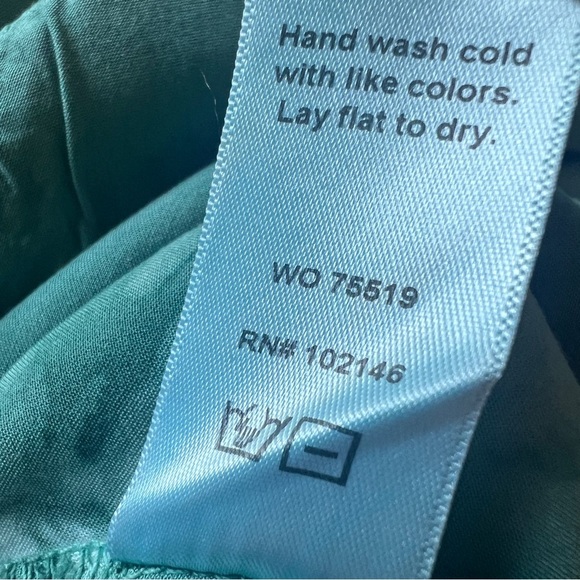 Hand wash cold
with like colors.
Lay flat to dry.
WO 75519
RN# 102146